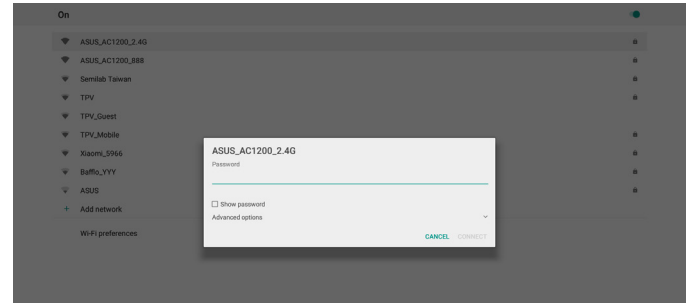 On
ASUS_AC1200_2.4G
ASUS_AC1200_888
Semilab Taiwan
TPV
TPV_Guest
TPV_Mobile
Xiaomi_5966
Bafflo_YYY
ASUS
+ Add network
Wi-Fi preferences
ASUS_AC1200_2.4G
Password
Show password
Advanced options
CANCEL CONNECT